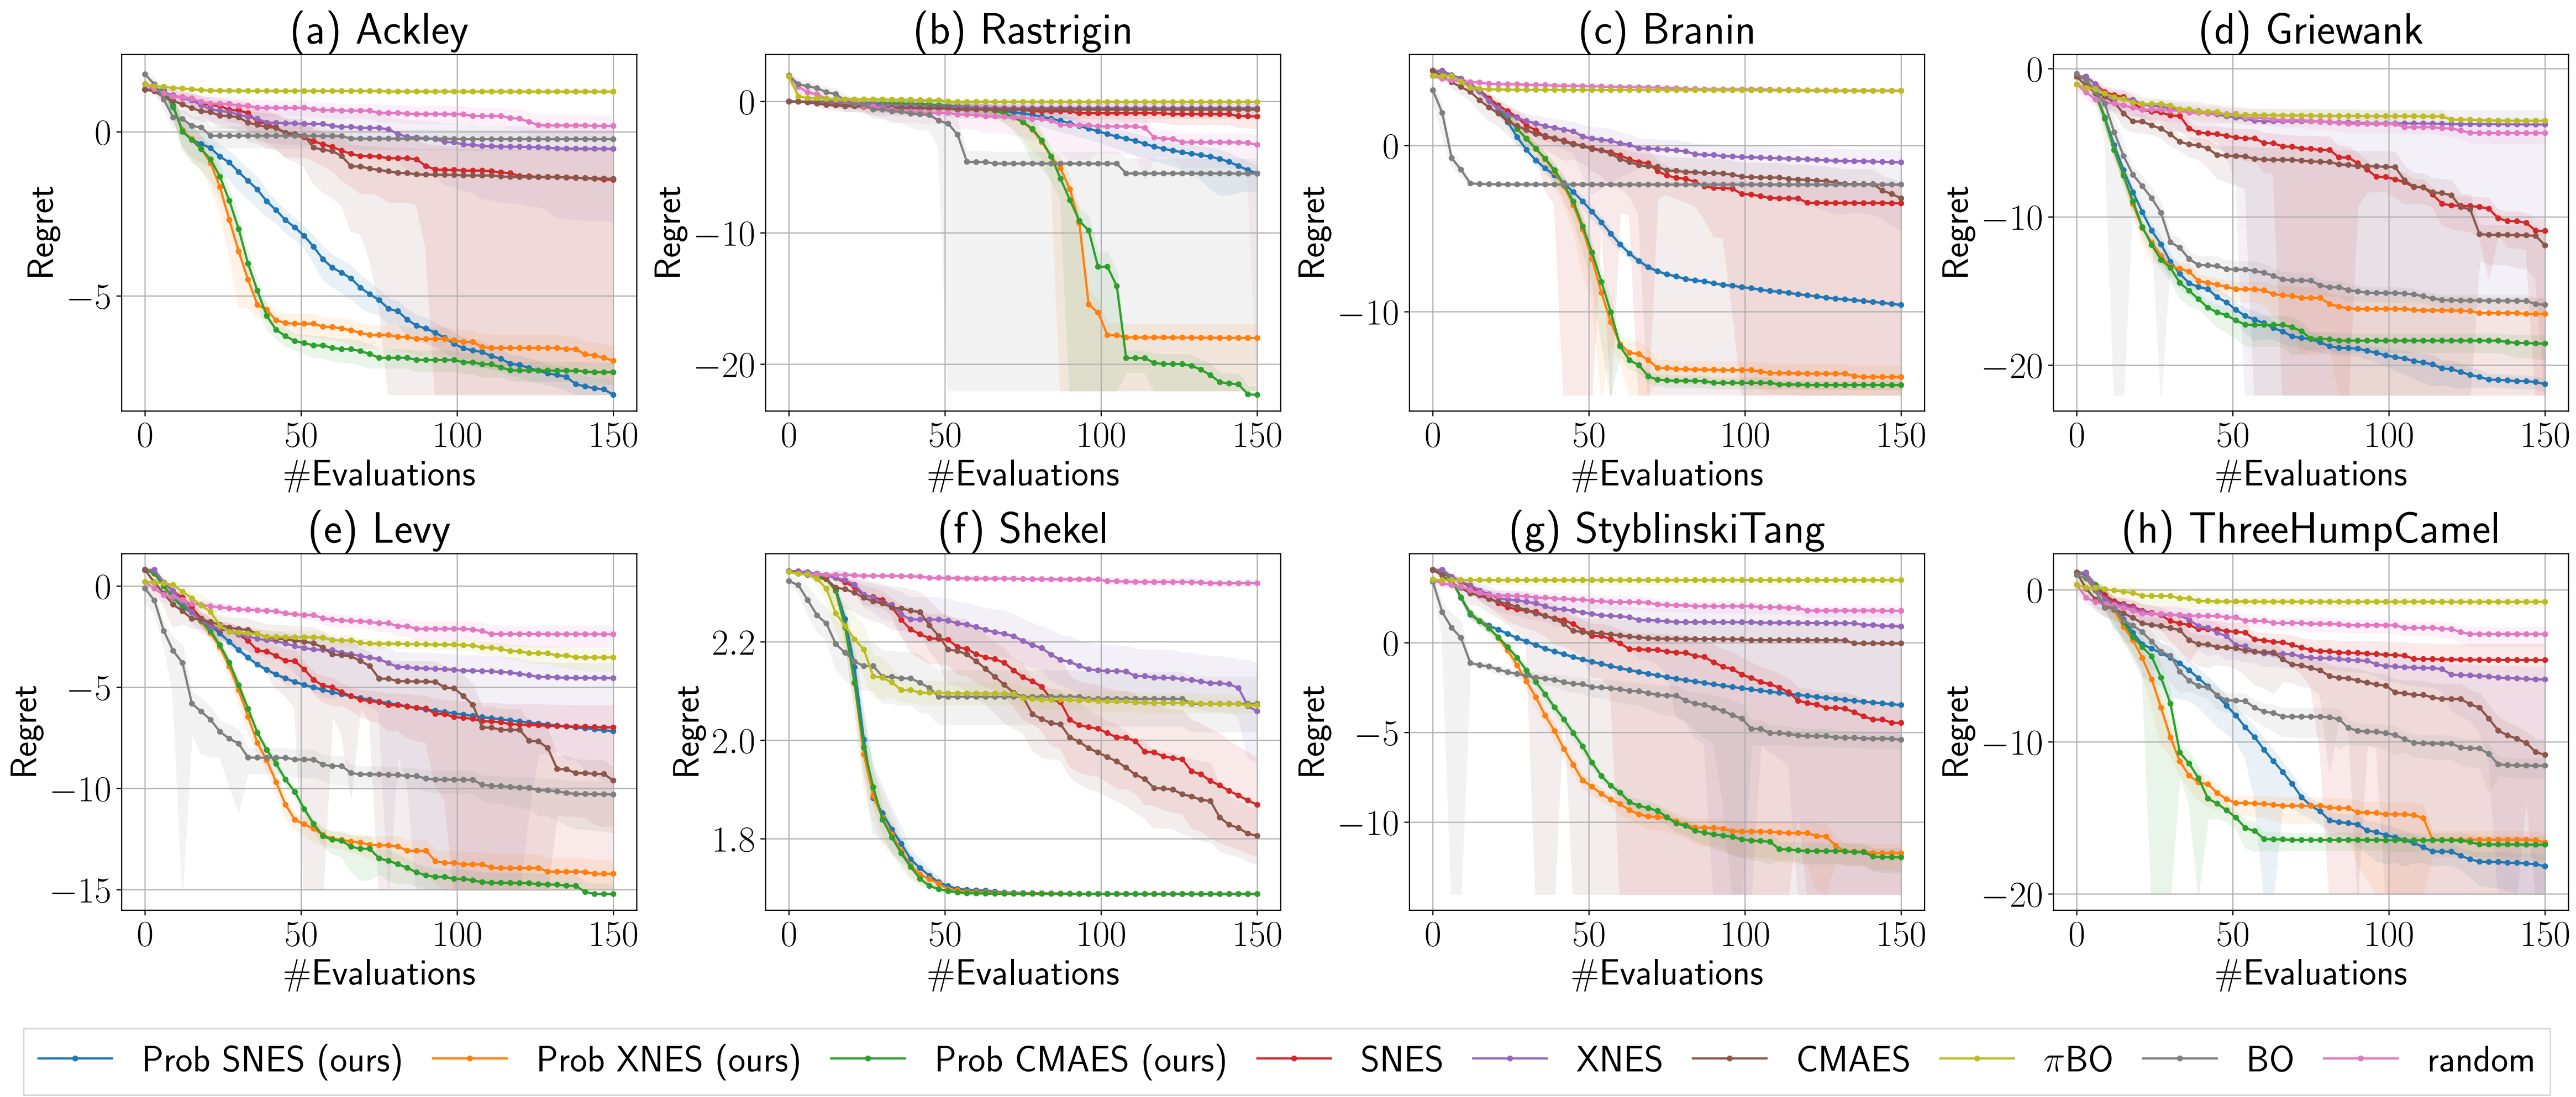 (a) Ackley
Regret
0
−5
0 50 100 150
#Evaluations
(b) Rastrigin
Regret
0
−10
−20
0 50 100 150
#Evaluations
(c) Branin
Regret
0
−10
0 50 100 150
#Evaluations
(d) Griewank
Regret
0
−10
−20
0 50 100 150
#Evaluations
(e) Levy
Regret
0
−5
−10
−15
0 50 100 150
#Evaluations
(f) Shekel
Regret
2.2
2.0
1.8
0 50 100 150
#Evaluations
(g) StyblinskiTang
Regret
0
−5
−10
0 50 100 150
#Evaluations
(h) ThreeHumpCamel
Regret
0
−10
−20
0 50 100 150
#Evaluations
Prob SNES (ours) Prob XNES (ours) Prob CMAES (ours) SNES XNES CMAES πBO BO random